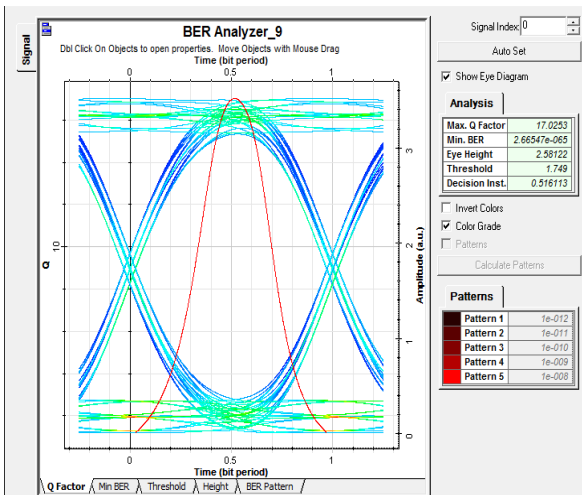 Signal
BER Analyzer_9
Dbl Click On Objects to open properties. Move Objects with Mouse Drag
Time (bit period)
0 0.5 1
Q
10
3
2
1
0
Amplitude (a.u.)
0 0.5 1
Time (bit period)
Q Factor Min BER Threshold Height BER Pattern
Signal Index: 0
Auto Set
Show Eye Diagram
Analysis
Max. Q Factor 17.0253
Min. BER 2.66547e-065
Eye Height 2.58122
Threshold 1.749
Decision Inst. 0.516113
Invert Colors
Color Grade
Patterns
Calculate Patterns
Patterns
Pattern 1 1e-012
Pattern 2 1e-011
Pattern 3 1e-010
Pattern 4 1e-009
Pattern 5 1e-008